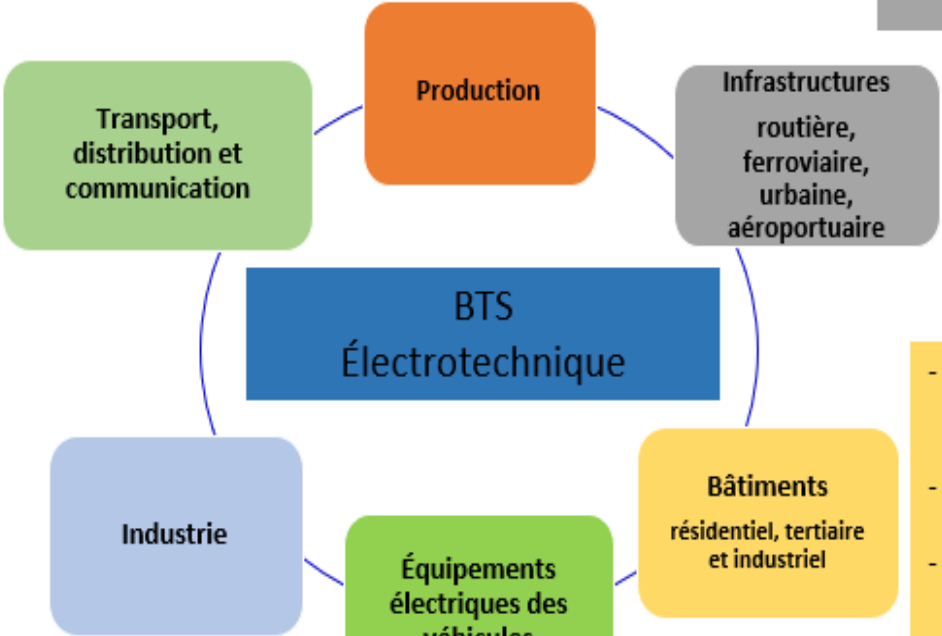 Production
Transport,
distribution et
communication
Infrastructures
routière,
ferroviaire,
urbaine,
aéroportuaire
BTS
Électrotechnique
-
-
-
Bâtiments
résidentiel, tertiaire
et industriel
Industrie
Équipements
électriques des
véhicules